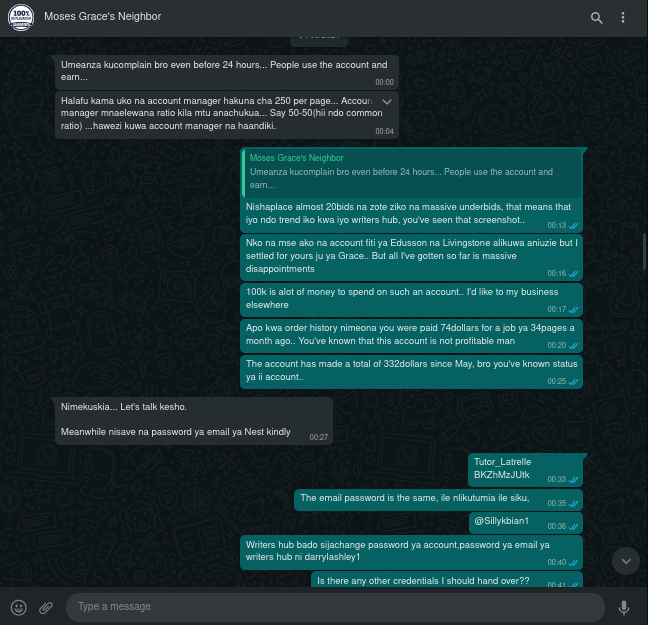 100%
Moses Grace's Neighbor
Umeanza kucomplain bro even before 24 hours... People use the account and
earn...
00:00
Halafu kama uko na account manager hakuna cha 250 per page... Accoun
manager mnaelewana ratio kila mtu anachukua... Say 50-50(hii ndo common
ratio) ...hawezi kuwa account manager na haandiki.
00:04
Moses Grace's Neighbor
Umeanza kucomplain bro even before 24 hours... People use the account and
earn...
Nishaplace almost 20bids na zote ziko na massive underbids, that means that
iyo ndo trend iko kwa iyo writers hub, you've seen that screenshot..
00:13
Nko na mse ako na account fiti ya Edusson na Livingstone alikuwa aniuzie but I
settled for yours ju ya Grace.. But all I've gotten so far is massive
disappointments
00:16
100k is alot of money to spend on such an account.. I'd like to my business
elsewhere
00:17
Apo kwa order history nimeona you were paid 74dollars for a job ya 34pages a
month ago.. You've known that this account is not profitable man
00:20
The account has made a total of 332dollars since May, bro you've known status
ya ii account..
00:25
Nimekuskia... Let's talk kesho.
Meanwhile nisave na password ya email ya Nest kindly
00:27
Tutor_Latrelle
BKZhMzJUtk
00:33
The email password is the same, ile nlikutumia ile siku,
00:35
@Sillykbian1
00:36
Writers hub bado sijachange password ya account,password ya email ya
writers hub ni darrylashley1
00:40
Is there any other credentials I should hand over??
00:41
Type a message